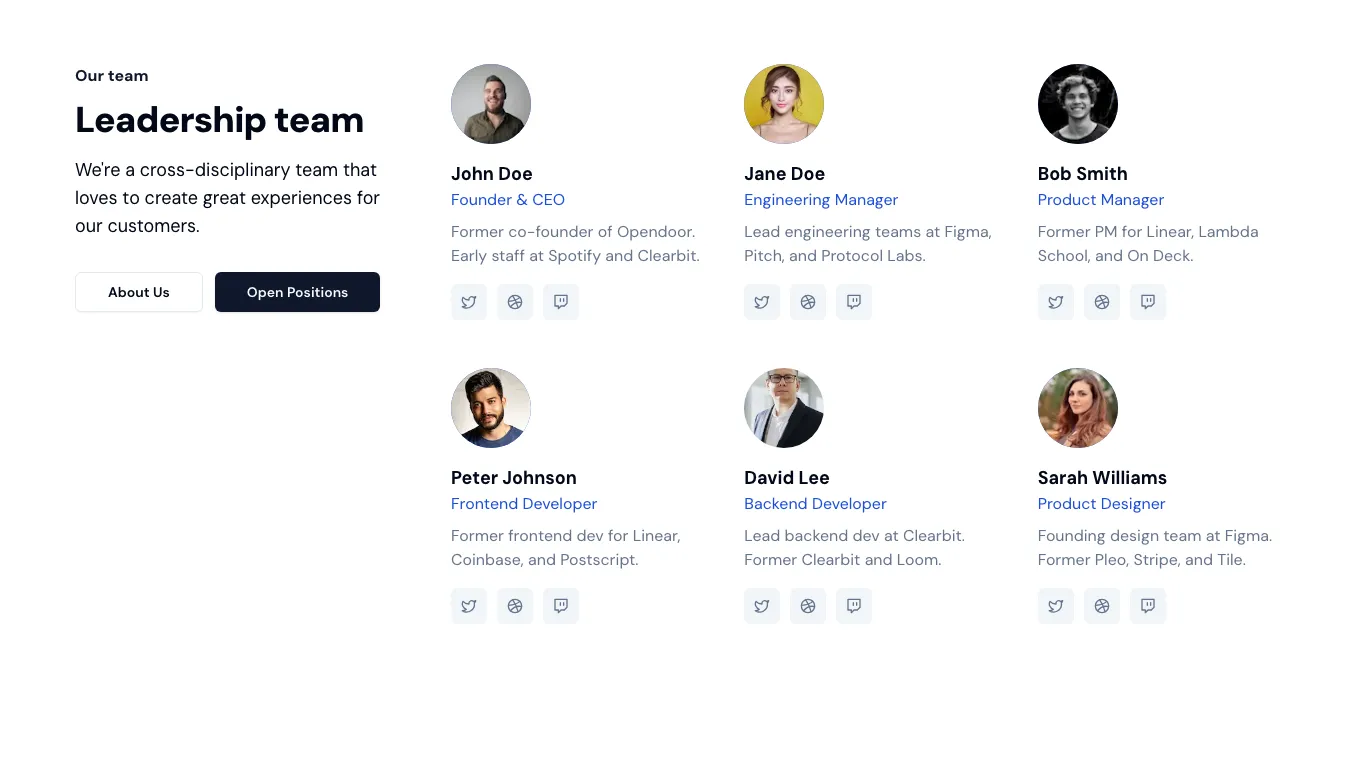 Our team
Leadership team
We're a cross-disciplinary team that
loves to create great experiences for
our customers.
About Us
Open Positions
John Doe
Founder & CEO
Former co-founder of Opendoor.
Early staff at Spotify and Clearbit.
Jane Doe
Engineering Manager
Lead engineering teams at Figma,
Pitch, and Protocol Labs.
Bob Smith
Product Manager
Former PM for Linear, Lambda
School, and On Deck.
Peter Johnson
Frontend Developer
Former frontend dev for Linear,
Coinbase, and Postscript.
David Lee
Backend Developer
Lead backend dev at Clearbit.
Former Clearbit and Loom.
Sarah Williams
Product Designer
Founding design team at Figma.
Former Pleo, Stripe, and Tile.